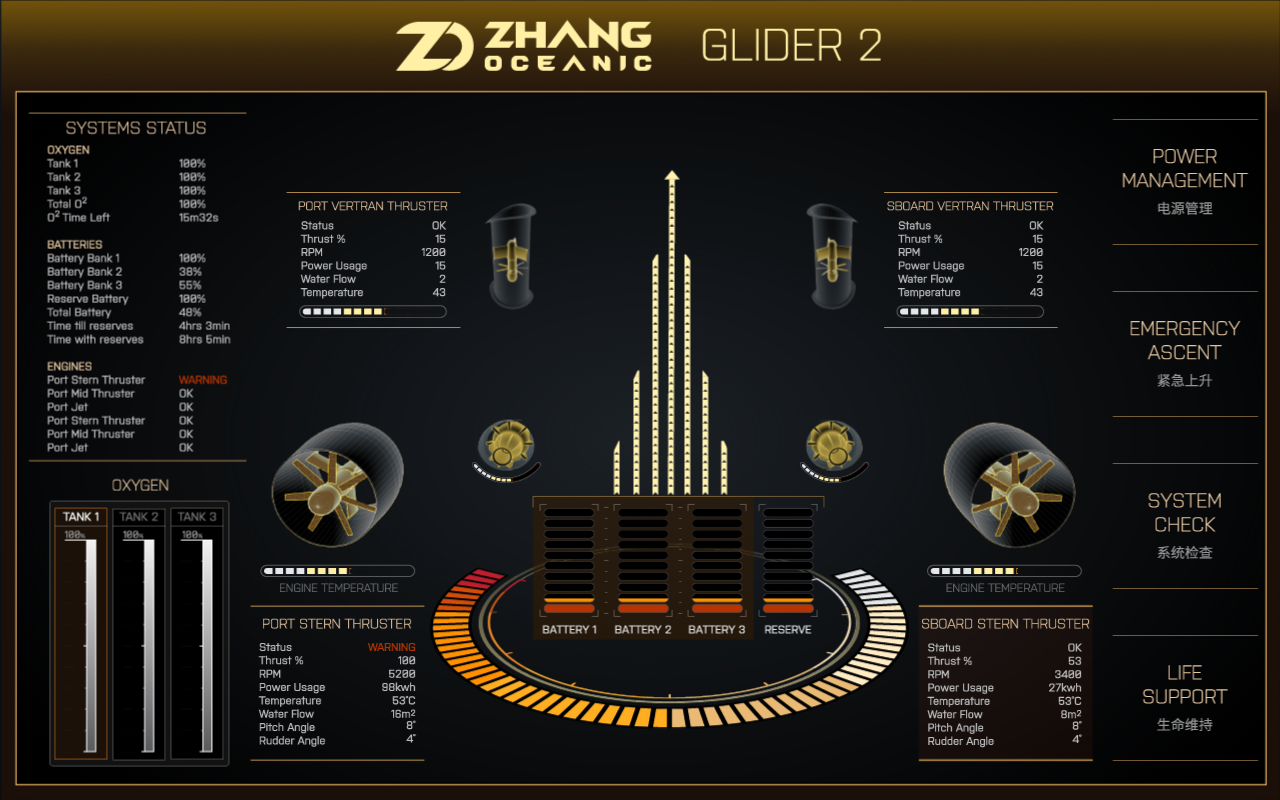 ZHANG
OCEANIC
GLIDER 2
SYSTEMS STATUS
OXYGEN
Tank 1 100%
Tank 2 100%
Tank 3 100%
Total O² 100%
O² Time Left 15m32s
BATTERIES
Battery Bank 1 100%
Battery Bank 2 38%
Battery Bank 3 55%
Reserve Battery 100%
Total Battery 48%
Time till reserves 4hrs 3min
Time with reserves 8hrs 5min
ENGINES
Port Stern Thruster WARNING
Port Mid Thruster OK
Port Jet OK
Port Stern Thruster OK
Port Mid Thruster OK
Port Jet OK
OXYGEN
TANK 1 TANK 2 TANK 3
100% 100% 100%
PORT VERTRAN THRUSTER
Status OK
Thrust % 15
RPM 1200
Power Usage 15
Water Flow 2
Temperature 43
SBOARD VERTRAN THRUSTER
Status OK
Thrust % 15
RPM 1200
Power Usage 15
Water Flow 2
Temperature 43
ENGINE TEMPERATURE
PORT STERN THRUSTER
Status WARNING
Thrust % 100
RPM 5200
Power Usage 98kwh
Temperature 53°C
Water Flow 16m²
Pitch Angle 8°
Rudder Angle 4°
BATTERY 1 BATTERY 2 BATTERY 3 RESERVE
ENGINE TEMPERATURE
SBOARD STERN THRUSTER
Status OK
Thrust % 53
RPM 3400
Power Usage 27kwh
Temperature 53°C
Water Flow 8m²
Pitch Angle 8°
Rudder Angle 4°
POWER
MANAGEMENT
电源管理
EMERGENCY
ASCENT
紧急上升
SYSTEM
CHECK
系统检查
LIFE
SUPPORT
生命维持